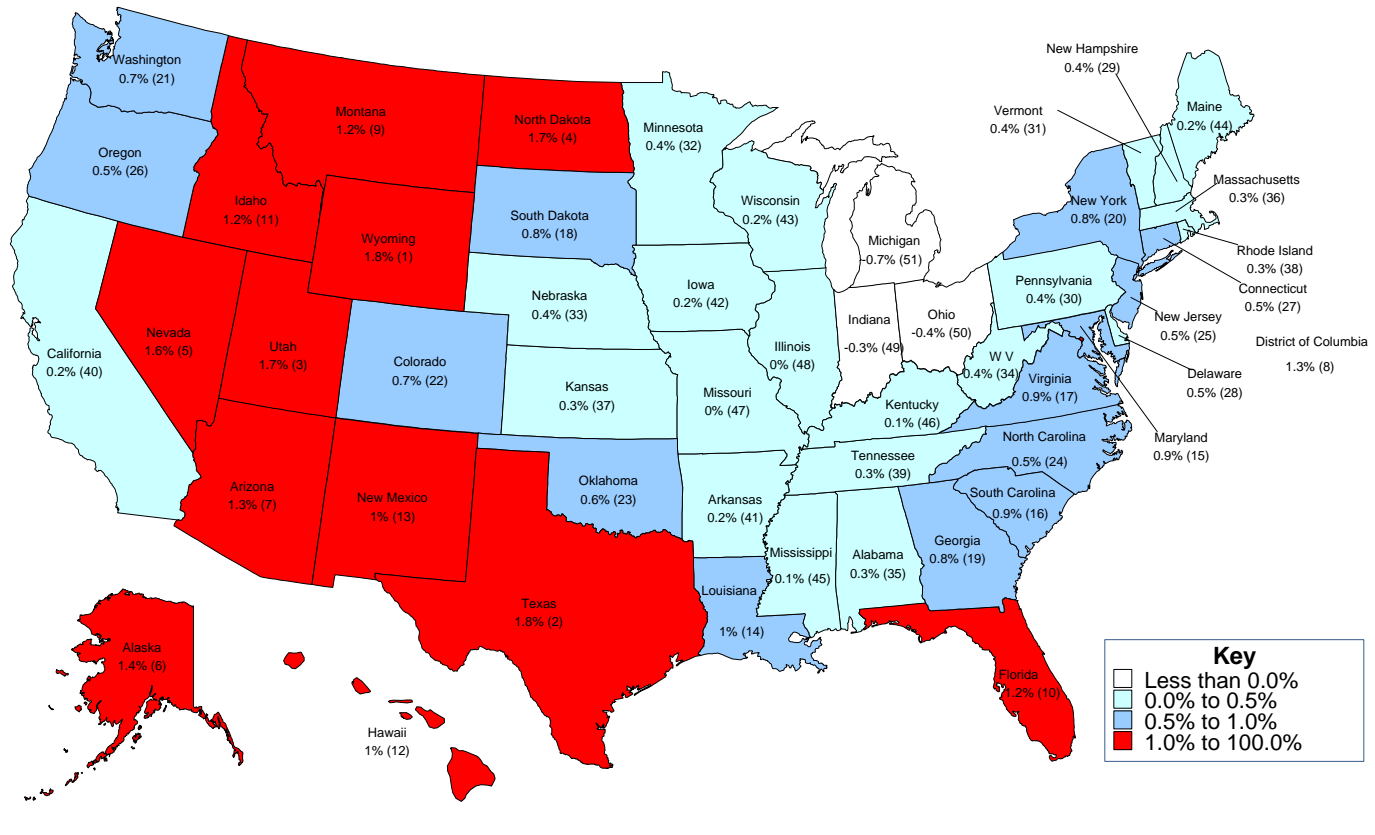 Washington
0.7% (21)
Oregon
0.5% (26)
California
0.2% (40)
Idaho
1.2% (11)
Nevada
1.6% (5)
Montana
1.2% (9)
Wyoming
1.8% (1)
Utah
1.7% (3)
Arizona
1.3% (7)
Colorado
0.7% (22)
New Mexico
1% (13)
North Dakota
1.7% (4)
South Dakota
0.8% (18)
Nebraska
0.4% (33)
Kansas
0.3% (37)
Oklahoma
0.6% (23)
Texas
1.8% (2)
Minnesota
0.4% (32)
Iowa
0.2% (42)
Missouri
0% (47)
Arkansas
0.2% (41)
Louisiana
1% (14)
Wisconsin
0.2% (43)
Illinois
0% (48)
Michigan
-0.7% (51)
Indiana
-0.3% (49)
Ohio
-0.4% (50)
Kentucky
0.1% (46)
Tennessee
0.3% (39)
Mississippi
0.1% (45)
Alabama
0.3% (35)
Georgia
0.8% (19)
Florida
1.2% (10)
South Carolina
0.9% (16)
North Carolina
0.5% (24)
Virginia
0.9% (17)
W V
0.4% (34)
Pennsylvania
0.4% (30)
New York
0.8% (20)
Vermont
0.4% (31)
New Hampshire
0.4% (29)
Maine
0.2% (44)
Massachusetts
0.3% (36)
Rhode Island
0.3% (38)
Connecticut
0.5% (27)
New Jersey
0.5% (25)
District of Columbia
1.3% (8)
Delaware
0.5% (28)
Maryland
0.9% (15)
Alaska
1.4% (6)
Hawaii
1% (12)
Key
Less than 0.0%
0.0% to 0.5%
0.5% to 1.0%
1.0% to 100.0%